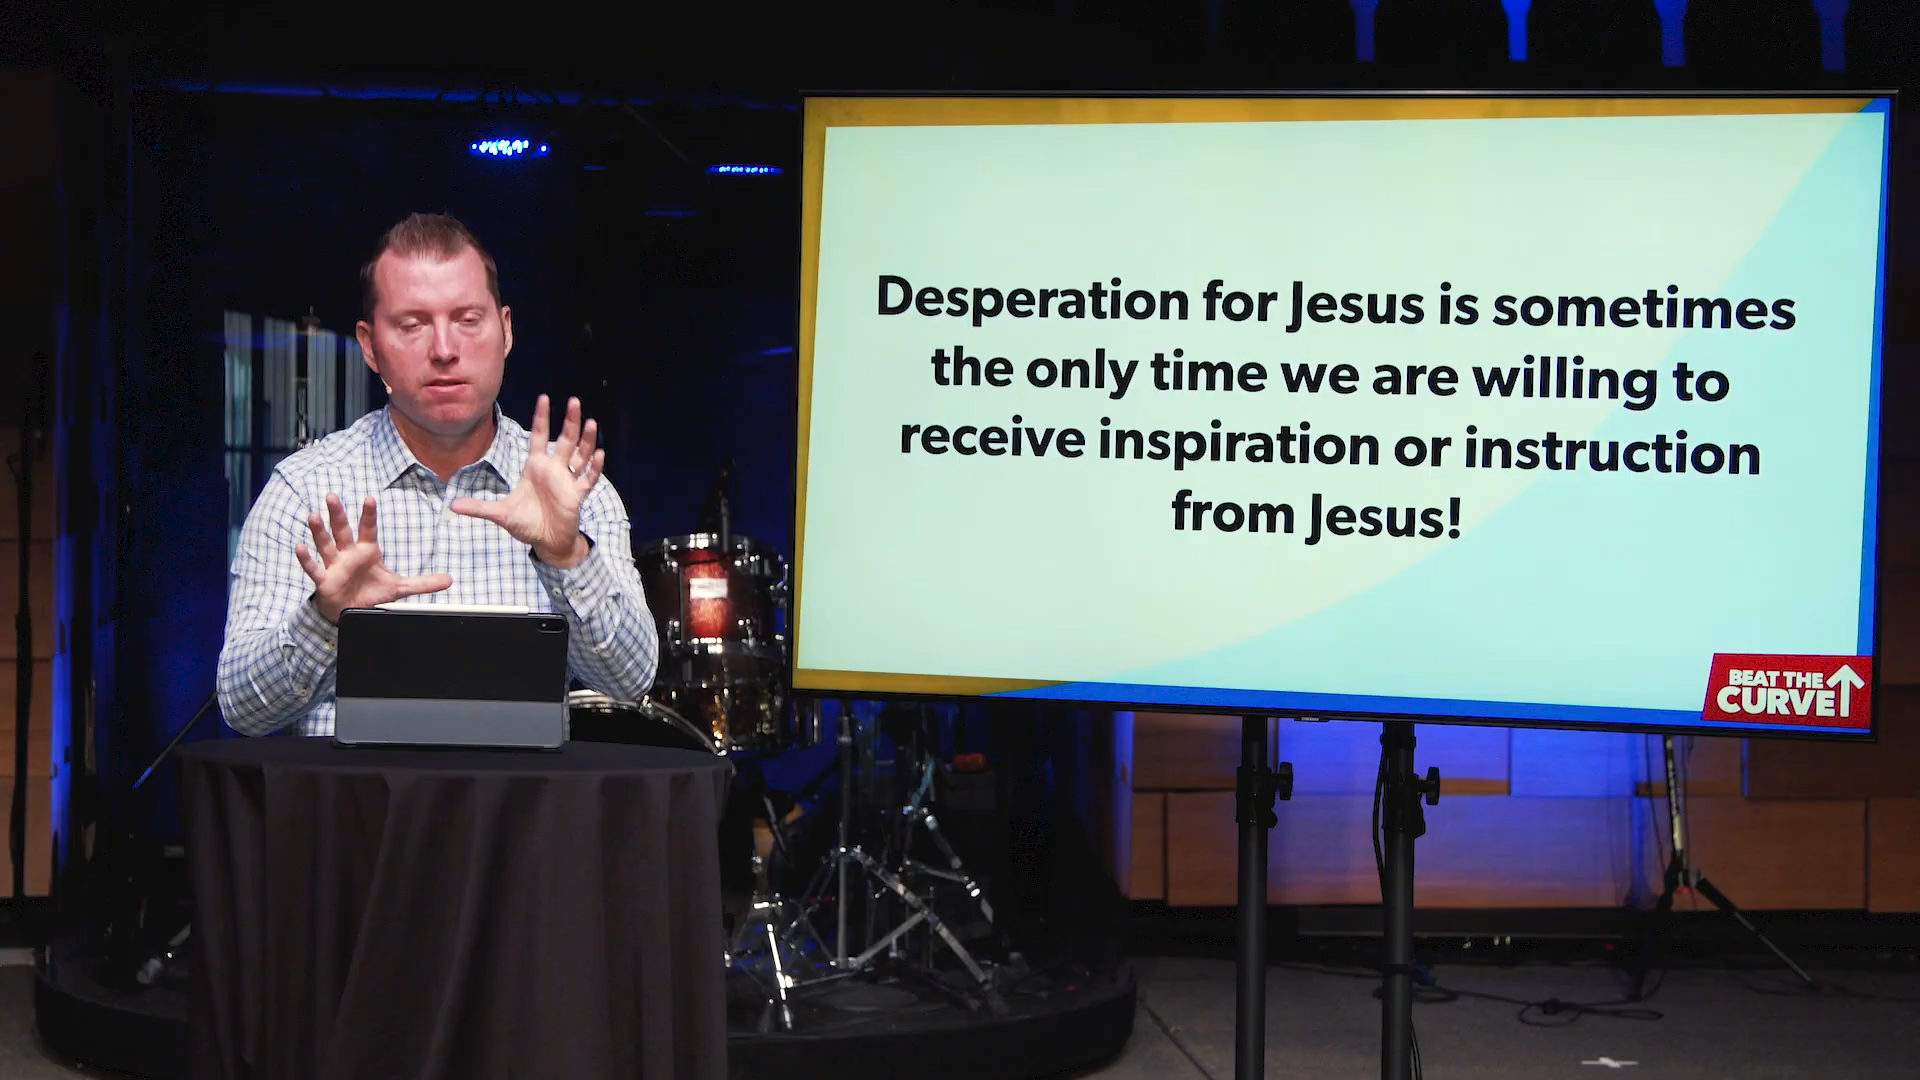 Desperation for Jesus is sometimes
the only time we are willing to
receive inspiration or instruction
from Jesus!
BEAT THE
CURVE